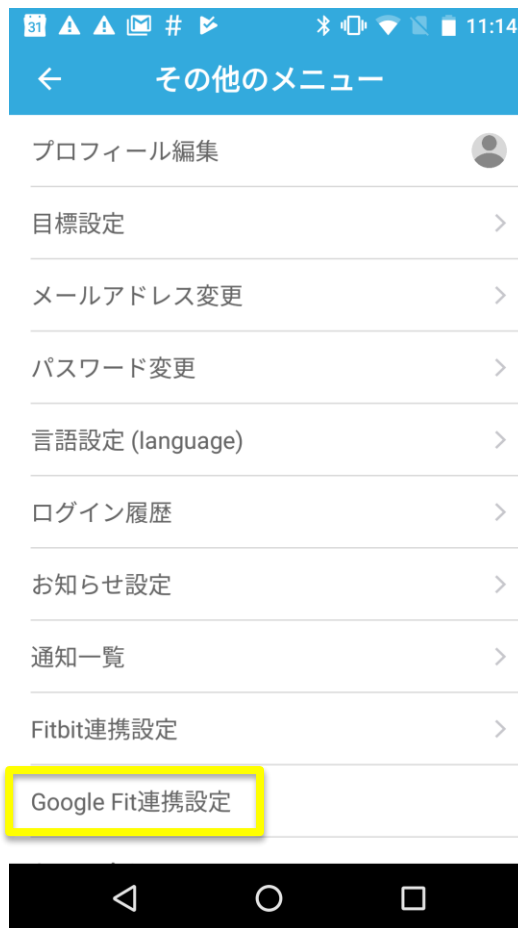 31 # 11:14
その他のメニュー
プロフィール編集
目標設定
メールアドレス変更
パスワード変更
言語設定 (language)
ログイン履歴
お知らせ設定
通知一覧
Fitbit連携設定
Google Fit連携設定